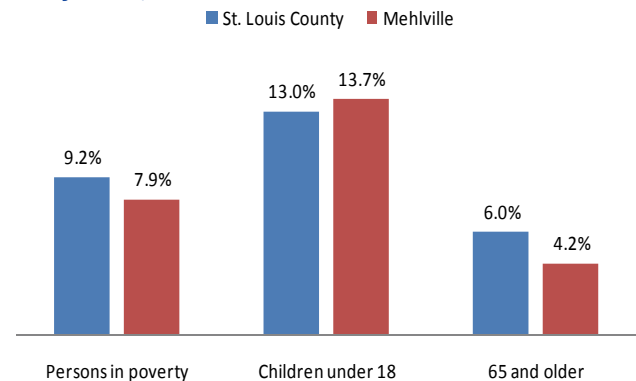 St. Louis County Mehlville
13.0% 13.7%
9.2%
7.9%
6.0%
4.2%
Persons in poverty Children under 18 65 and older